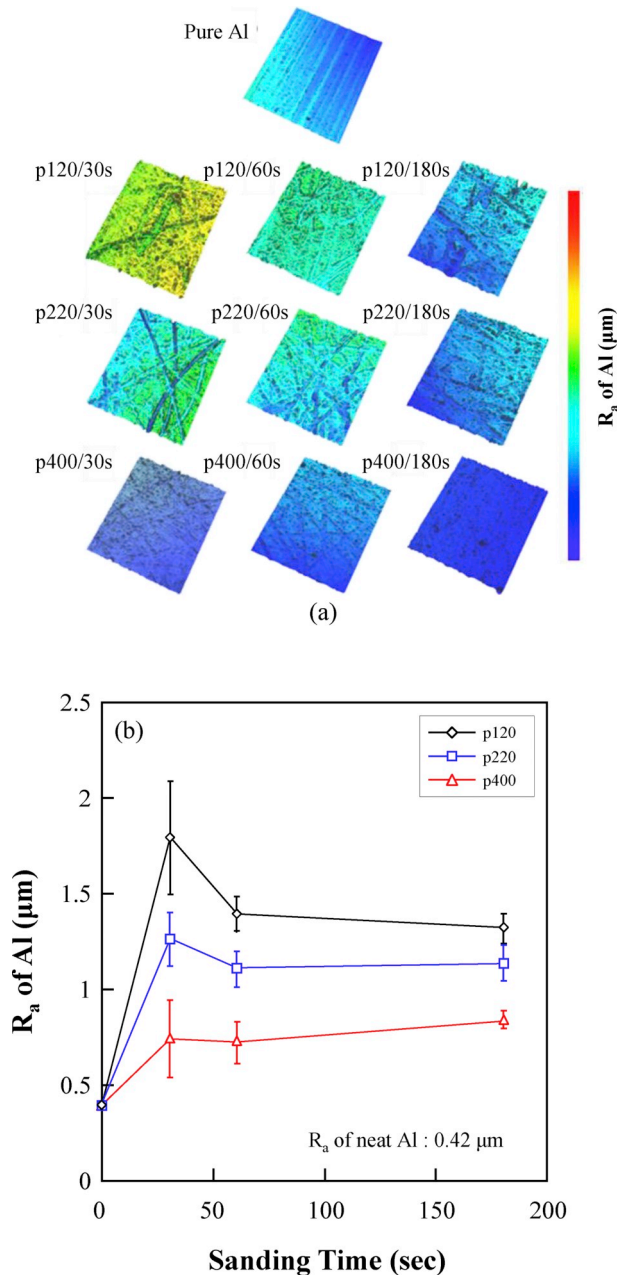 Pure Al
p120/30s p120/60s p120/180s
p220/30s p220/60s p220/180s
p400/30s p400/60s p400/180s
Rₐ of Al (μm)
(a)
(b)
p120
p220
p400
2.5
2
1.5
1
0.5
0
Rₐ of Al (μm)
Rₐ of neat Al : 0.42 μm
0 50 100 150 200
Sanding Time (sec)